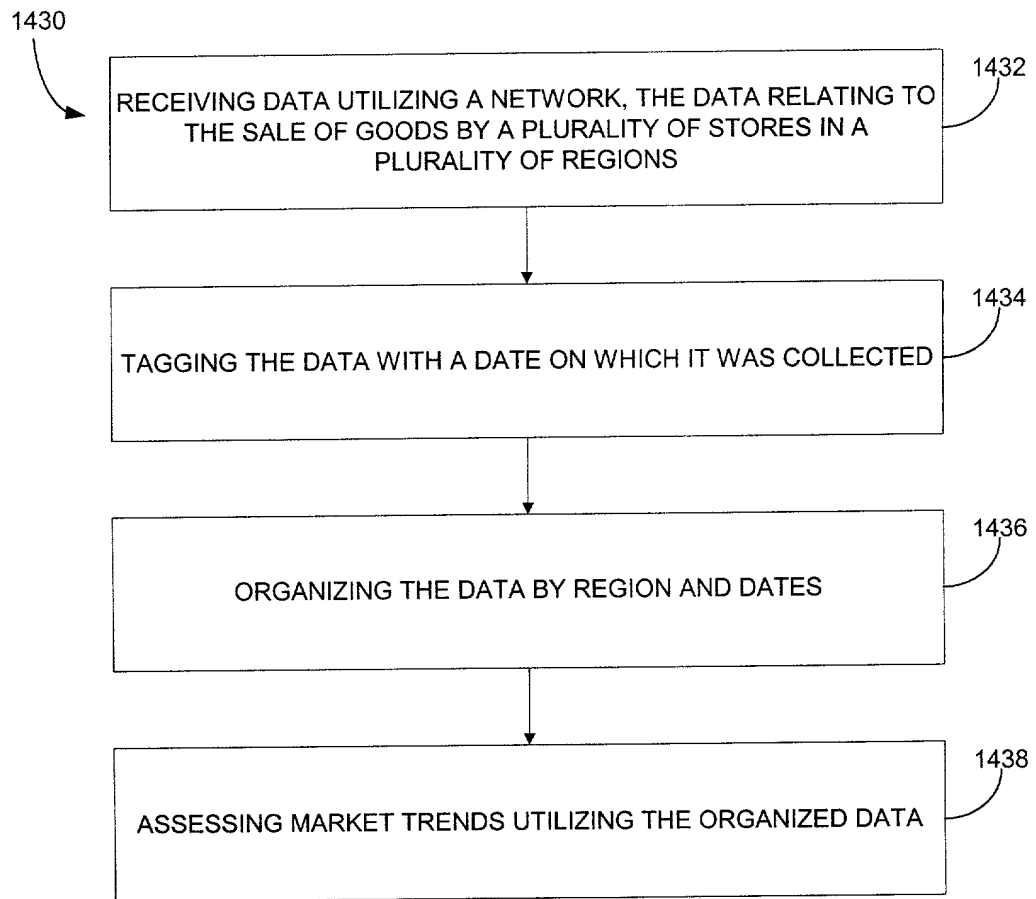 1430
1432
RECEIVING DATA UTILIZING A NETWORK, THE DATA RELATING TO
THE SALE OF GOODS BY A PLURALITY OF STORES IN A
PLURALITY OF REGIONS
1434
TAGGING THE DATA WITH A DATE ON WHICH IT WAS COLLECTED
1436
ORGANIZING THE DATA BY REGION AND DATES
1438
ASSESSING MARKET TRENDS UTILIZING THE ORGANIZED DATA